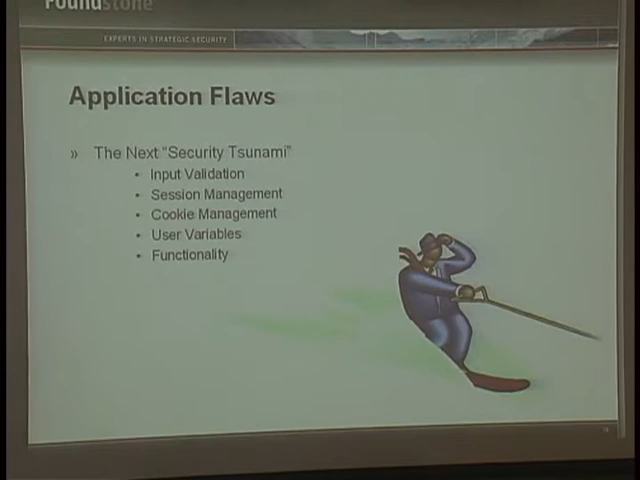 Foundstone
EXPERTS IN STRATEGIC SECURITY
Application Flaws
» The Next "Security Tsunami"
• Input Validation
• Session Management
• Cookie Management
• User Variables
• Functionality